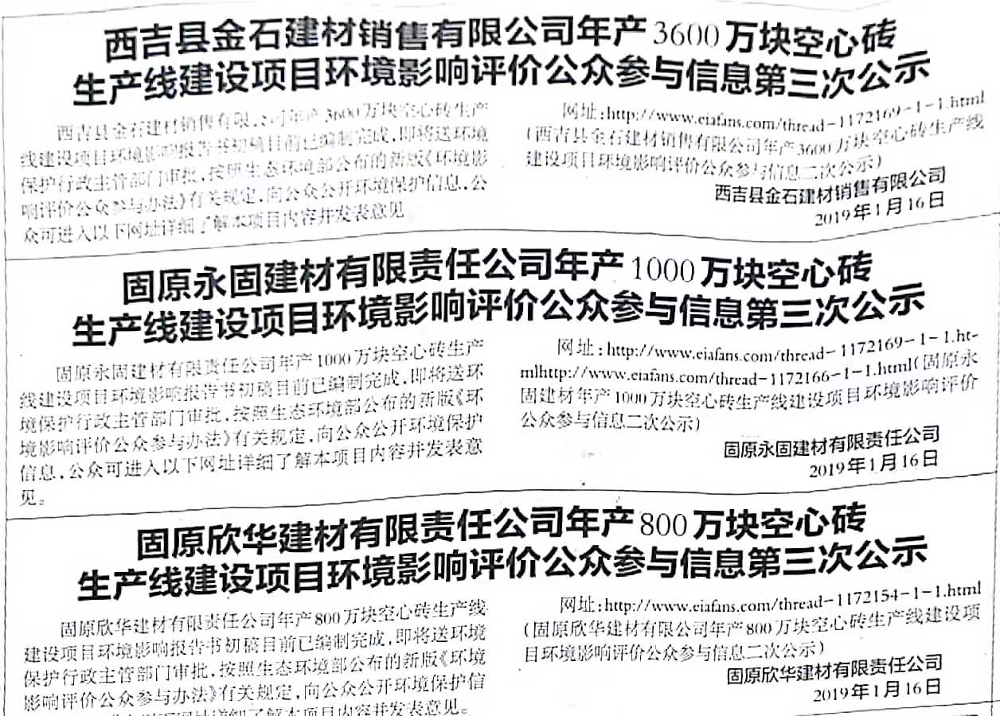 西吉县金石建材销售有限公司年产3600万块空心砖
生产线建设项目环境影响评价公众参与信息第三次公示
西吉县金石建材销售有限公司年产3600万块空心砖生产
线建设项目环境影响报告书初稿目前已编制完成,即将送环境
保护行政主管部门审批,按照生态环境部公布的新版《环境影
响评价公众参与办法》有关规定,向公众公开环境保护信息,公
众可进入以下网址详细了解本项目内容并发表意见
网址:http://www.eiafans.com/thread-1172169-1-1.html
(西吉县金石建材销售有限公司年产3600万块空心砖生产线
建设项目环境影响评价公众参与信息二次公示)
西吉县金石建材销售有限公司
2019年1月16日
固原永固建材有限责任公司年产1000万块空心砖
生产线建设项目环境影响评价公众参与信息第三次公示
固原永固建材有限责任公司年产1000万块空心砖生产
线建设项目环境影响报告书初稿目前已编制完成,即将送环
境保护行政主管部门审批,按照生态环境部公布的新版《环
境影响评价公众参与办法》有关规定,向公众公开环境保护
信息,公众可进入以下网址详细了解本项目内容并发表意
见。
网址:http://www.eiafans.com/thread-1172169-1-1.ht-
mlhttp://www.eiafans.com/thread-1172166-1-1.html(固原永
固建材年产1000万块空心砖生产线建设项目环境影响评价
公众参与信息二次公示)
固原永固建材有限责任公司
2019年1月16日
固原欣华建材有限责任公司年产800万块空心砖
生产线建设项目环境影响评价公众参与信息第三次公示
固原欣华建材有限责任公司年产800万块空心砖生产线
建设项目环境影响报告书初稿目前已编制完成,即将送环境
保护行政主管部门审批,按照生态环境部公布的新版《环境
影响评价公众参与办法》有关规定,向公众公开环境保护信
以下网址详细了解本项目内容并发表意见。
网址:http://www.eiafans.com/thread-1172154-1-1.html
(固原欣华建材有限责任公司年产800万块空心砖生产线建设项
目环境影响评价公众参与信息二次公示)
固原欣华建材有限责任公司
2019年1月16日